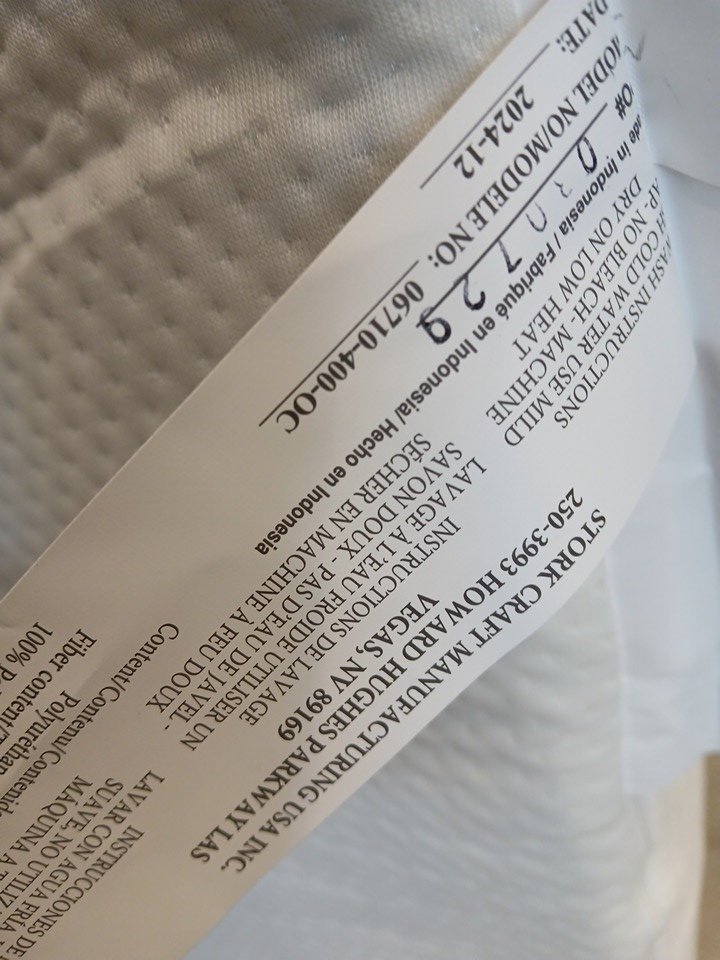 DATE: 2024-12
MODEL NO/MODELE NO: 06710-400-OC
O#
ade in Indonesia/ Fabriqué en Indonesia/ Hecho en Indonesia
WASH INSTRUCTIONS
H COLD WATER USE MILD
AP- NO BLEACH- MACHINE
DRY ON LOW HEAT
INSTRUCTIONS DE LAVAGE
LAVAGE À L'EAU FROIDE UTILISER UN
SAVON DOUX - PAS D'EAU DE JAVEL -
SÉCHER EN MACHINE À FEU DOUX
INSTRUCCIONES DE
LAVAR CON AGUA FRÍA
SUAVE, NO UTILIZ
MÁQUINA A
STORK CRAFT MANUFACTURING USA INC.
250-3993 HOWARD HUGHES PARKWAY LAS
VEGAS, NV 89169
Content/Contenu/Contenido
Polyuréthan
Fiber content/
100% P